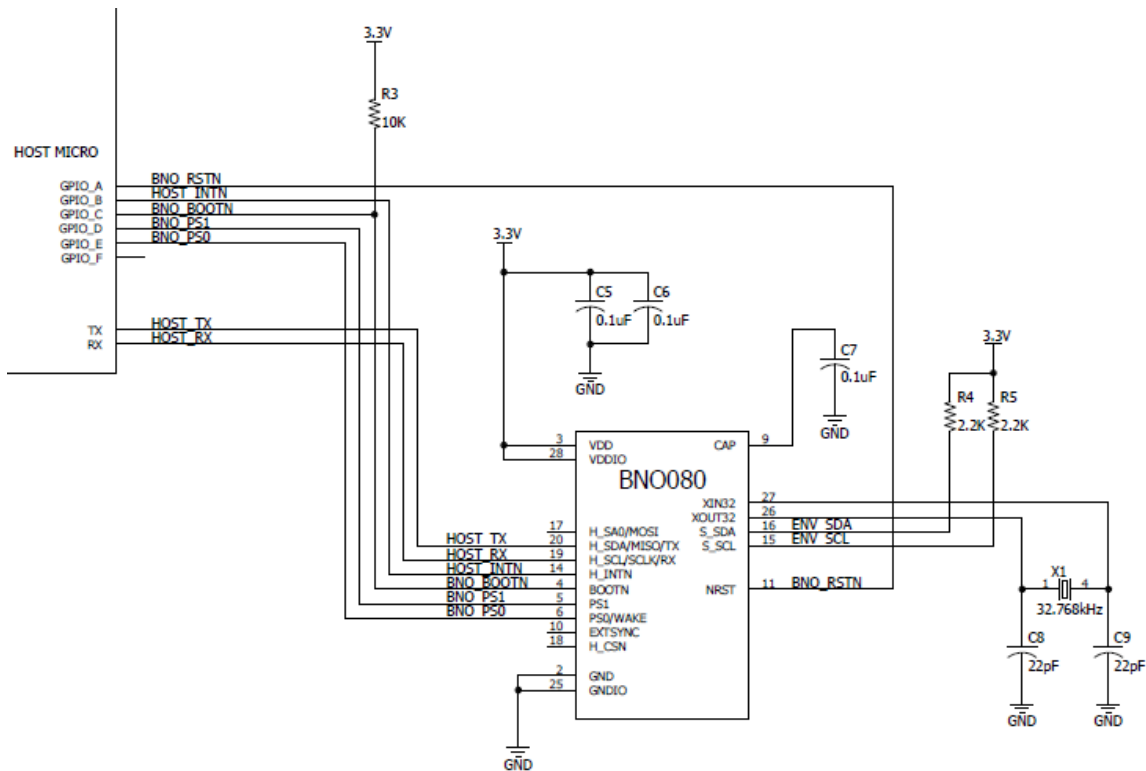 3.3V
R3
10K
HOST MICRO
GPIO_A BNO_RSTN
GPIO_B HOST_INTN
GPIO_C BNO_BOOTN
GPIO_D BNO_PS1
GPIO_E BNO_PS0
GPIO_F
TX HOST_TX
RX HOST_RX
3.3V
C5 C6
0.1uF 0.1uF
GND
C7
0.1uF
GND
3.3V
R4 R5
2.2K 2.2K
3 VDD CAP 9
28 VDDIO
BNO080
XIN32 27
XOUT32 26
17 H_SA0/MOSI S_SDA 16 ENV_SDA
HOST_TX 20 H_SDA/MISO/TX S_SCL 15 ENV_SCL
HOST_RX 19 H_SCL/SCLK/RX
HOST_INTN 14 H_INTN
BNO_BOOTN 4 BOOTN NRST 11 BNO_RSTN
BNO_PS1 5 PS1
BNO_PS0 6 PS0/WAKE
10 EXTSYNC
18 H_CSN
2 GND
25 GNDIO
GND
X1
1 4
32.768kHz
C8 C9
22pF 22pF
GND GND